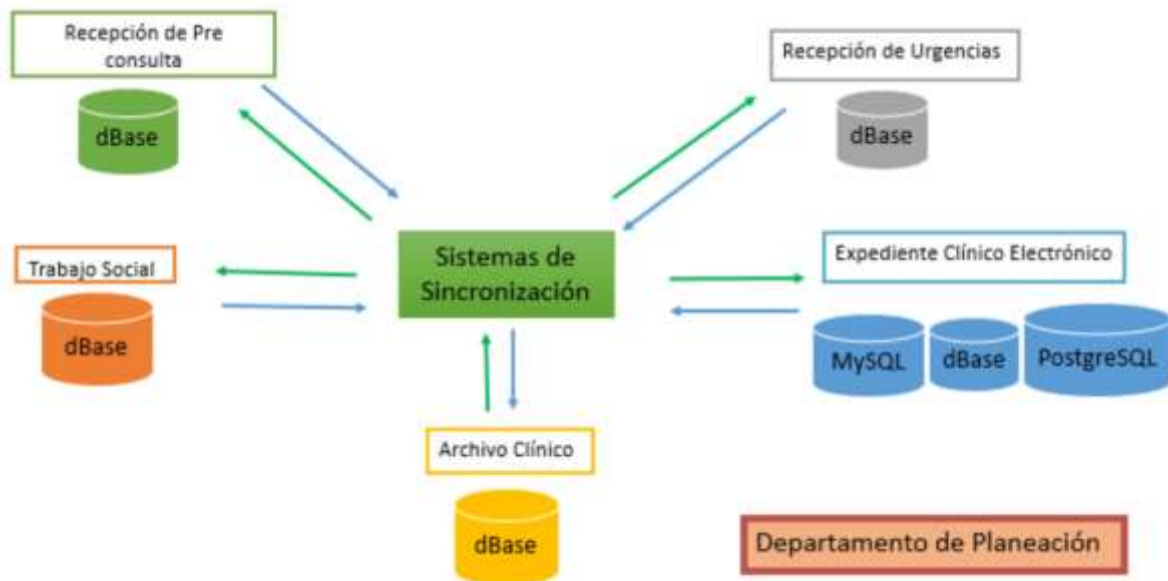 Recepción de Pre
consulta
dBase
Recepción de Urgencias
dBase
Trabajo Social
dBase
Sistemas de
Sincronización
Expediente Clínico Electrónico
MySQL
dBase
PostgreSQL
Archivo Clínico
dBase
Departamento de Planeación